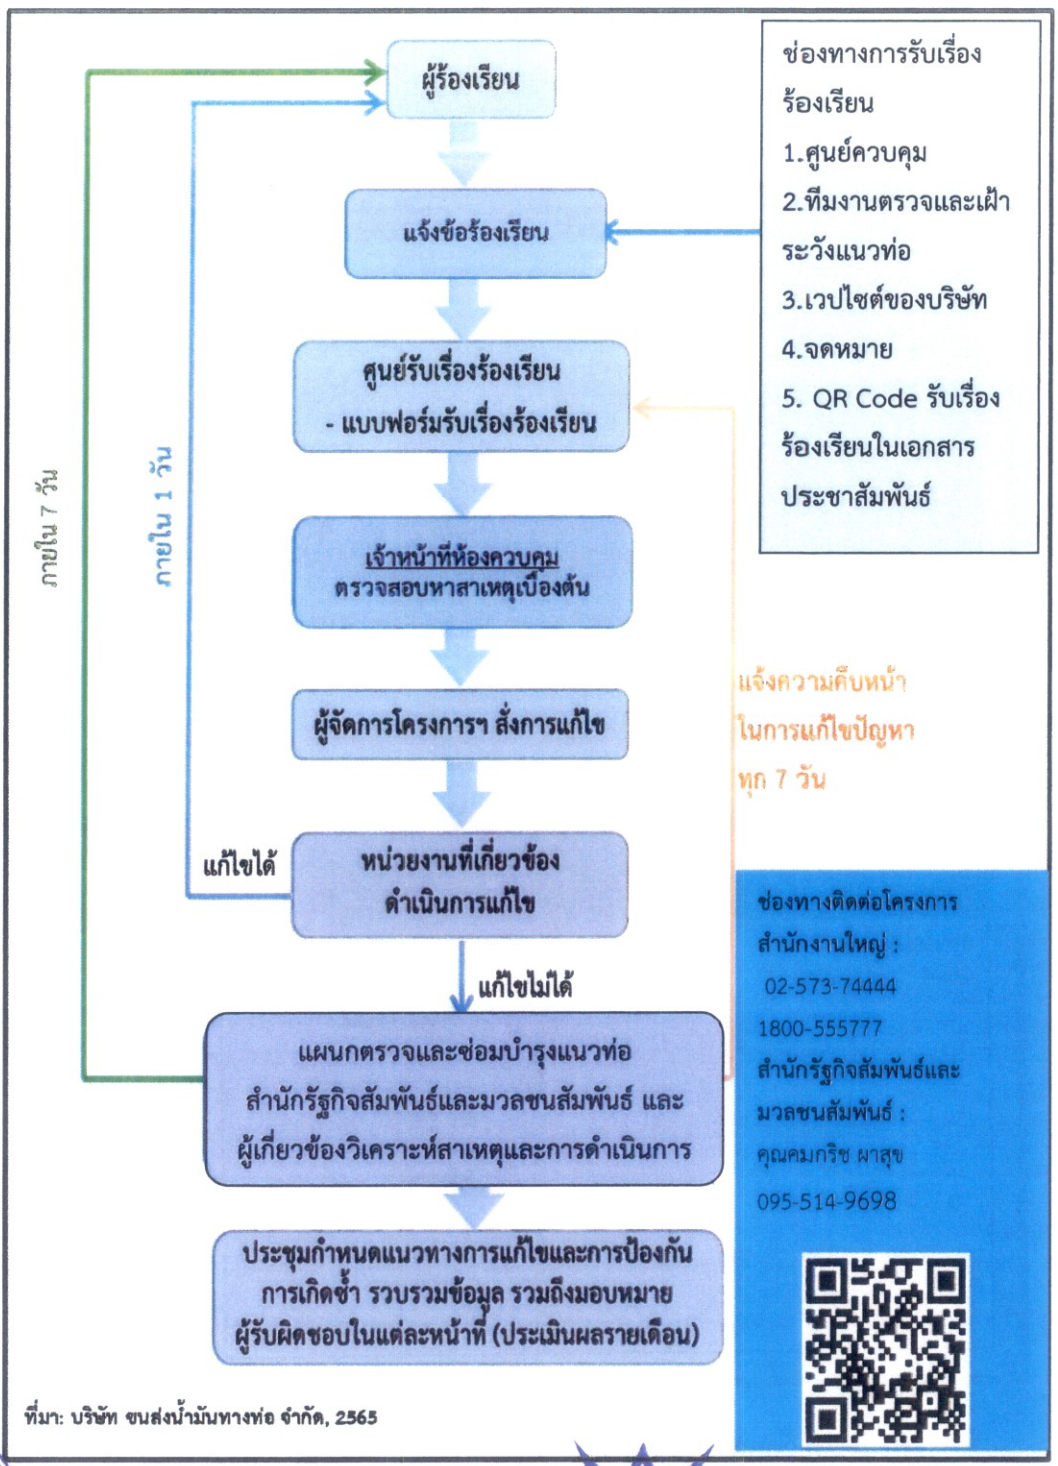 ผู้ร้องเรียน
แจ้งข้อร้องเรียน
ศูนย์รับเรื่องร้องเรียน
- แบบฟอร์มรับเรื่องร้องเรียน
เจ้าหน้าที่ห้องควบคุม
ตรวจสอบหาสาเหตุเบื้องต้น
ผู้จัดการโครงการฯ สั่งการแก้ไข
หน่วยงานที่เกี่ยวข้อง
ดำเนินการแก้ไข
แก้ไขได้
แก้ไขไม่ได้
แผนกตรวจและซ่อมบำรุงแนวท่อ
สำนักรัฐกิจสัมพันธ์และมวลชนสัมพันธ์ และ
ผู้เกี่ยวข้องวิเคราะห์สาเหตุและการดำเนินการ
ประชุมกำหนดแนวทางการแก้ไขและการป้องกัน
การเกิดซ้ำ รวบรวมข้อมูล รวมถึงมอบหมาย
ผู้รับผิดชอบในแต่ละหน้าที่ (ประเมินผลรายเดือน)
ภายใน 7 วัน
ภายใน 1 วัน
ช่องทางการรับเรื่อง
ร้องเรียน
1.ศูนย์ควบคุม
2.ทีมงานตรวจและเฝ้า
ระวังแนวท่อ
3.เวปไซต์ของบริษัท
4.จดหมาย
5. QR Code รับเรื่อง
ร้องเรียนในเอกสาร
ประชาสัมพันธ์
แจ้งความคืบหน้า
ในการแก้ไขปัญหา
ทุก 7 วัน
ช่องทางติดต่อโครงการ
สำนักงานใหญ่ :
02-573-74444
1800-555777
สำนักรัฐกิจสัมพันธ์และ
มวลชนสัมพันธ์ :
คุณคมกริช ผาสุข
095-514-9698
ที่มา: บริษัท ขนส่งน้ำมันทางท่อ จำกัด, 2565